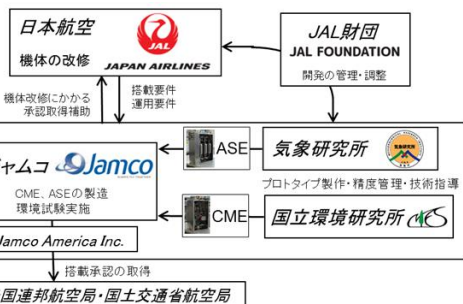 日本航空
機体の改修
JAL
JAPAN AIRLINES
JAL財団
JAL FOUNDATION
開発の管理・調整
機体改修にかかる
承認取得補助
搭載要件
運用要件
ャムコ Jamco
CME、ASEの製造
環境試験実施
ASE
気象研究所
プロトタイプ製作・精度管理・技術指導
CME
国立環境研究所
Jamco America Inc.
搭載承認の取得
国連邦航空局・国土交通省航空局